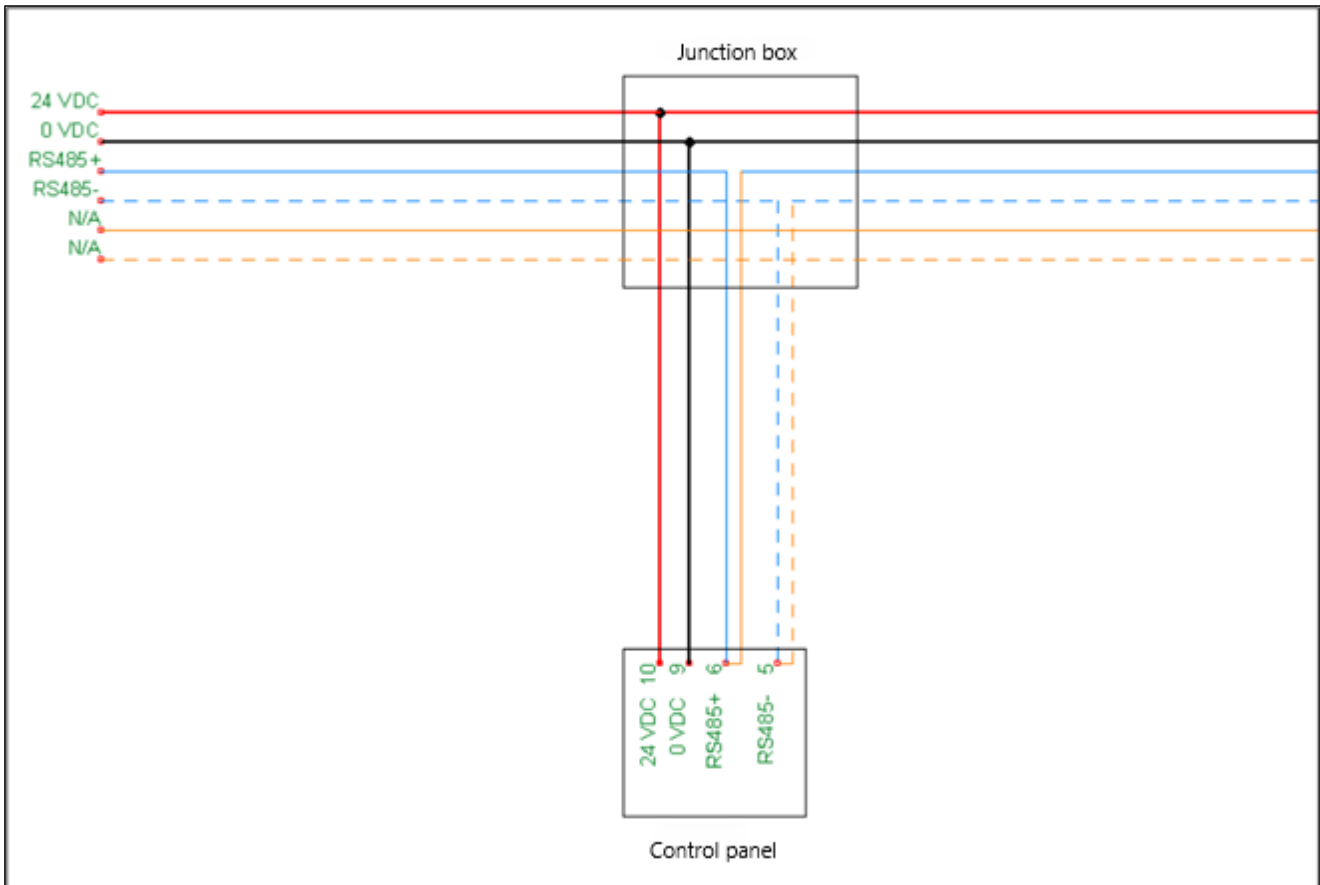 Junction box
24 VDC
0 VDC
RS485+
RS485-
N/A
N/A
24 VDC 10
0 VDC 9
RS485+ 6
RS485- 5
Control panel